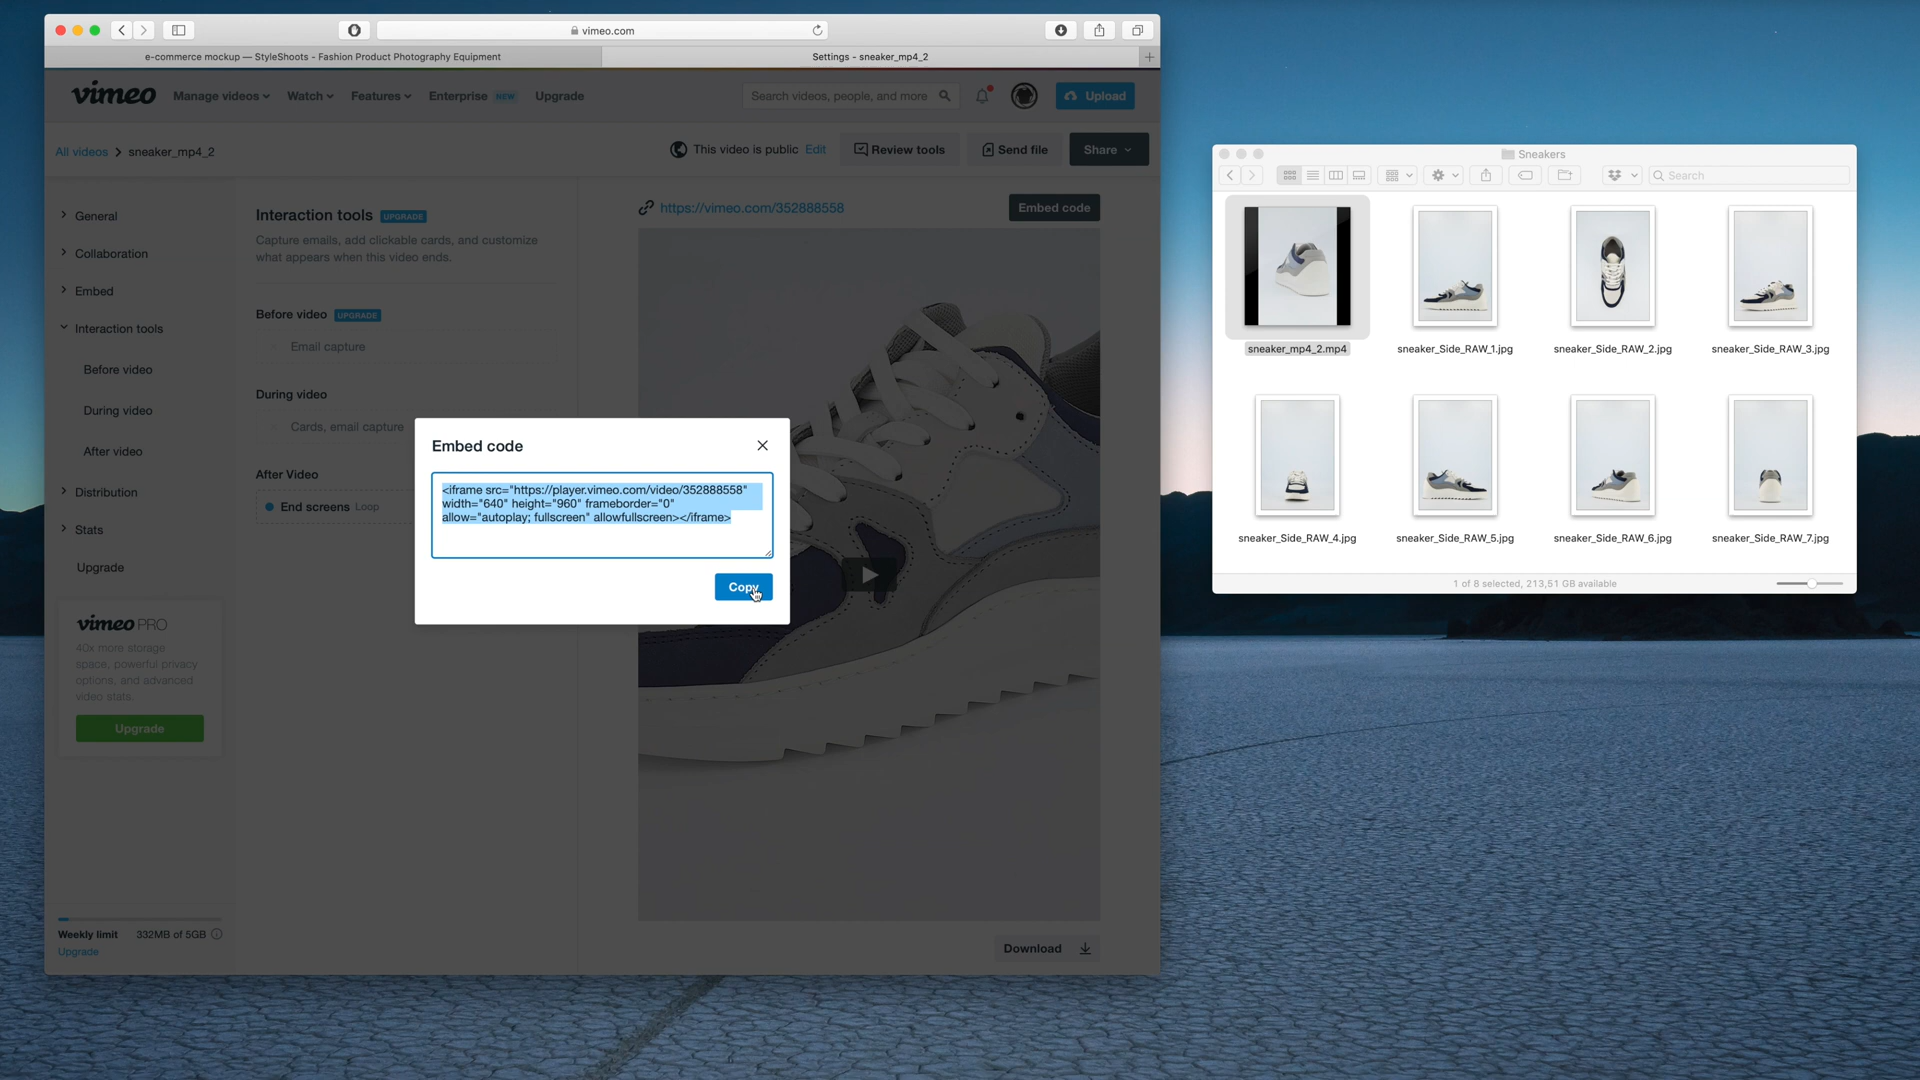 vimeo.com
e-commerce mockup — StyleShoots - Fashion Product Photography Equipment
Settings - sneaker_mp4_2
vimeo
Manage videos
Watch
Features
Enterprise NEW
Upgrade
Search videos, people, and more
Upload
All videos > sneaker_mp4_2
This video is public Edit
Review tools
Send file
Share
General
Collaboration
Embed
Interaction tools
Before video
During video
After video
Distribution
Stats
Upgrade
vimeo PRO
40x more storage
space, powerful privacy
options, and advanced
video stats.
Upgrade
Weekly limit 332MB of 5GB
Upgrade
Interaction tools UPGRADE
Capture emails, add clickable cards, and customize
what appears when this video ends.
Before video UPGRADE
Email capture
During video
Cards, email capture
After Video
End screens Loop
https://vimeo.com/352888558
Embed code
Embed code
<iframe src="https://player.vimeo.com/video/352888558"
width="640" height="960" frameborder="0"
allow="autoplay; fullscreen" allowfullscreen></iframe>
Copy
Download
Sneakers
Search
sneaker_mp4_2.mp4
sneaker_Side_RAW_1.jpg
sneaker_Side_RAW_2.jpg
sneaker_Side_RAW_3.jpg
sneaker_Side_RAW_4.jpg
sneaker_Side_RAW_5.jpg
sneaker_Side_RAW_6.jpg
sneaker_Side_RAW_7.jpg
1 of 8 selected, 213,51 GB available